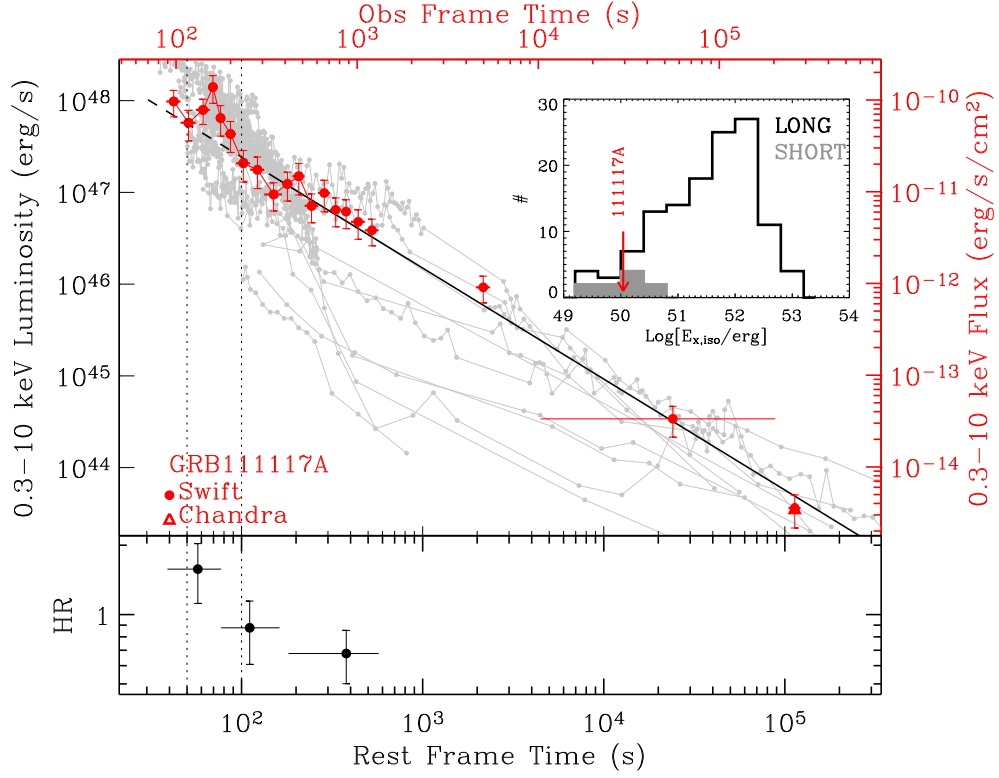 Obs Frame Time (s)
10² 10³ 10⁴ 10⁵
0.3−10 keV Luminosity (erg/s)
10⁴⁸
10⁴⁷
10⁴⁶
10⁴⁵
10⁴⁴
10⁻¹⁰
10⁻¹¹
10⁻¹²
10⁻¹³
10⁻¹⁴
0.3−10 keV Flux (erg/s/cm²)
30
20
10
0
#
LONG
SHORT
111117A
49 50 51 52 53 54
Log[E_x,iso/erg]
GRB111117A
Swift
Chandra
HR
1
10² 10³ 10⁴ 10⁵
Rest Frame Time (s)